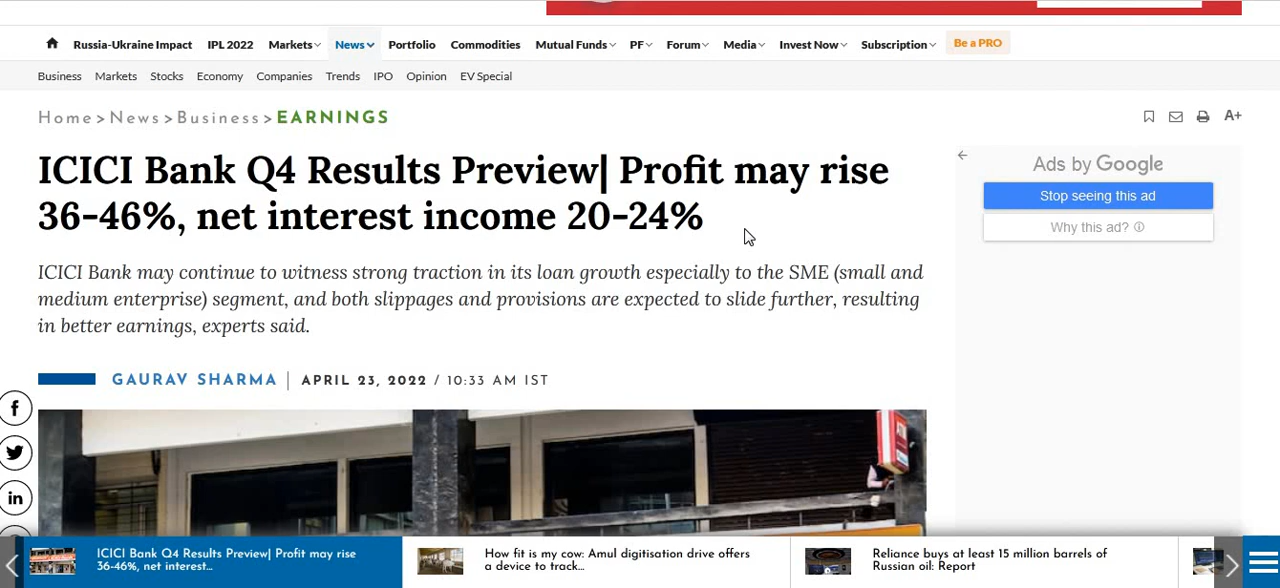 Russia-Ukraine Impact IPL 2022 Markets News Portfolio Commodities Mutual Funds PF Forum Media Invest Now Subscription Be a PRO
Business Markets Stocks Economy Companies Trends IPO Opinion EV Special
Home > News > Business > EARNINGS
A+
ICICI Bank Q4 Results Preview| Profit may rise
36-46%, net interest income 20-24%
ICICI Bank may continue to witness strong traction in its loan growth especially to the SME (small and
medium enterprise) segment, and both slippages and provisions are expected to slide further, resulting
in better earnings, experts said.
GAURAV SHARMA | APRIL 23, 2022 / 10:33 AM IST
Ads by Google
Stop seeing this ad
Why this ad?
ATM
ICICI Bank Q4 Results Preview| Profit may rise
36-46%, net interest...
How fit is my cow: Amul digitisation drive offers
a device to track...
Reliance buys at least 15 million barrels of
Russian oil: Report